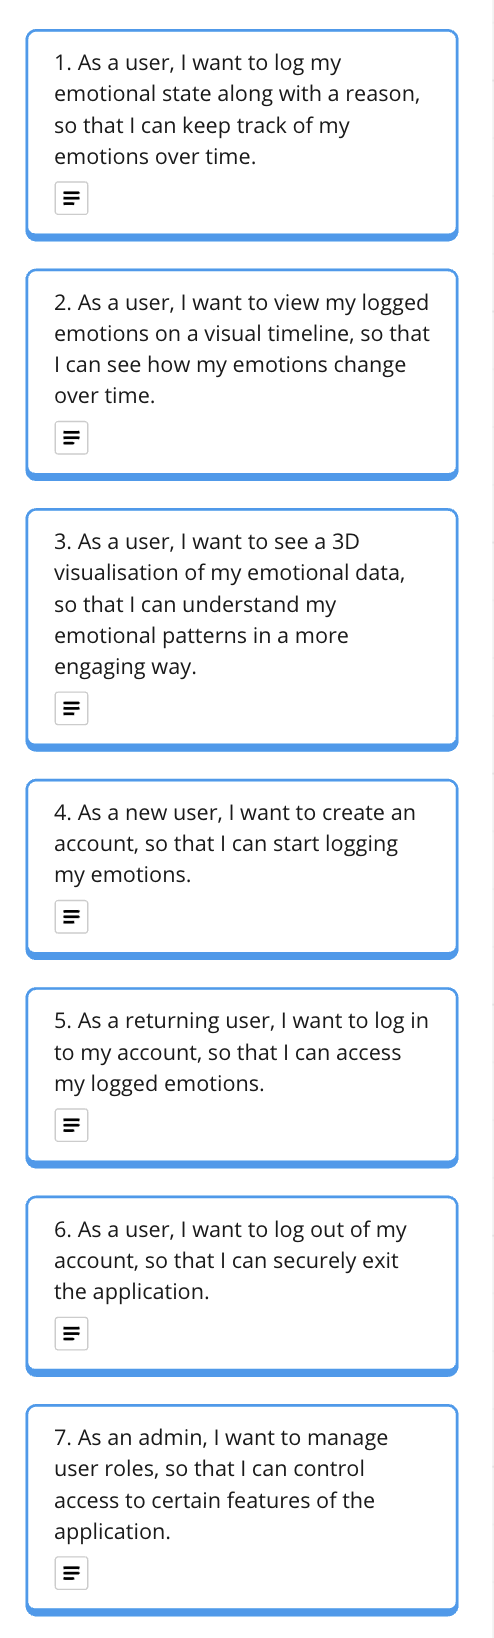 1. As a user, I want to log my
emotional state along with a reason,
so that I can keep track of my
emotions over time.
2. As a user, I want to view my logged
emotions on a visual timeline, so that
I can see how my emotions change
over time.
3. As a user, I want to see a 3D
visualisation of my emotional data,
so that I can understand my
emotional patterns in a more
engaging way.
4. As a new user, I want to create an
account, so that I can start logging
my emotions.
5. As a returning user, I want to log in
to my account, so that I can access
my logged emotions.
6. As a user, I want to log out of my
account, so that I can securely exit
the application.
7. As an admin, I want to manage
user roles, so that I can control
access to certain features of the
application.